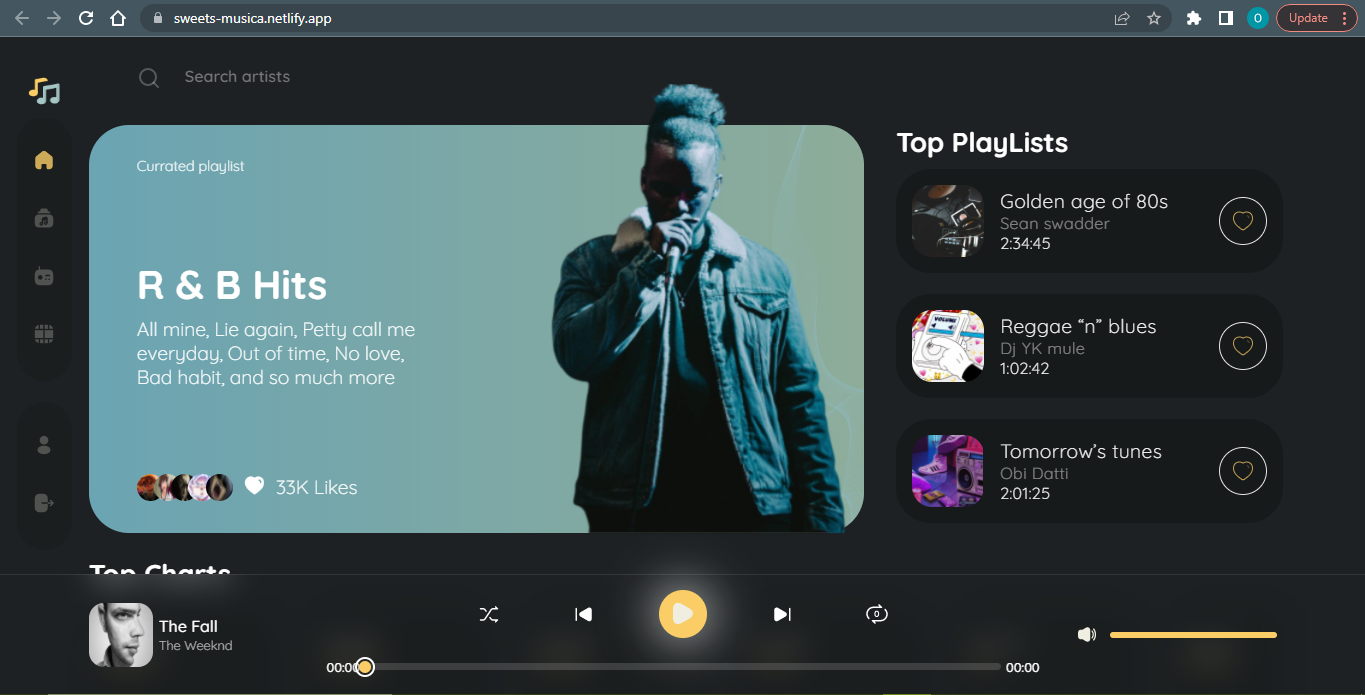 sweets-musica.netlify.app
O
Update
Search artists
Currated playlist
R & B Hits
All mine, Lie again, Petty call me
everyday, Out of time, No love,
Bad habit, and so much more
33K Likes
Top PlayLists
Golden age of 80s
Sean swadder
2:34:45
VOLUME
Reggae “n” blues
Dj YK mule
1:02:42
Tomorrow’s tunes
Obi Datti
2:01:25
Top Charts
The Fall
The Weeknd
0
00:00
00:00